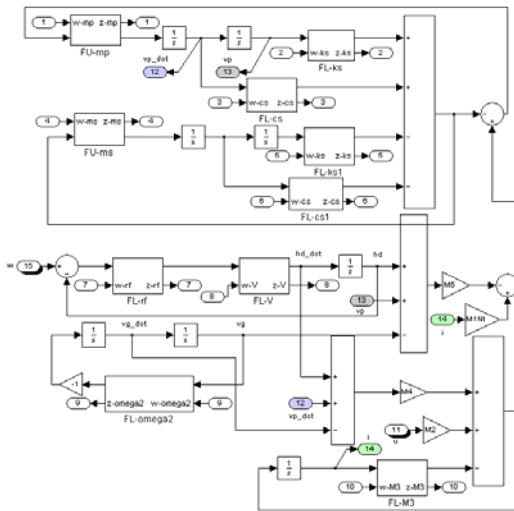 1 w-mp z-mp 1 1/s 1/s
FU-mp
vp_dot vp
12 13
2 w-ks z-ks 2
FL-ks
3 w-cs z-cs 3
FL-cs
4 w-ms z-ms 4
FU-ms
1/s 1/s
w-ks z-ks
FL-ks1
6 w-cs z-cs 6
FL-cs1
w 15
hd_dot 1/s hd
7 w-rf z-rf 7
FL-rf
8 w-V z-V 8
FL-V
13
vp
M5
14
i
M1Nt
vg_dot vg
1/s 1/s
-1
9 z-omega2 w-omega2 9
FL-omega2
12
vp_dot
M4
11
u
M2
i
14
1/s
10 w-M3 z-M3 10
FL-M3